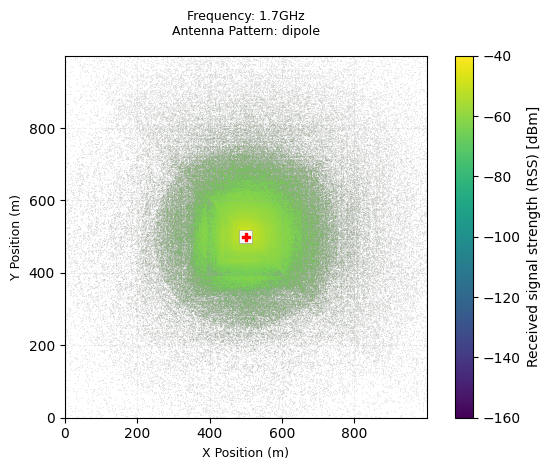 Frequency: 1.7GHz
Antenna Pattern: dipole
Y Position (m)
800
600
400
200
0
0 200 400 600 800
X Position (m)
−40
−60
−80
−100
−120
−140
−160
Received signal strength (RSS) [dBm]